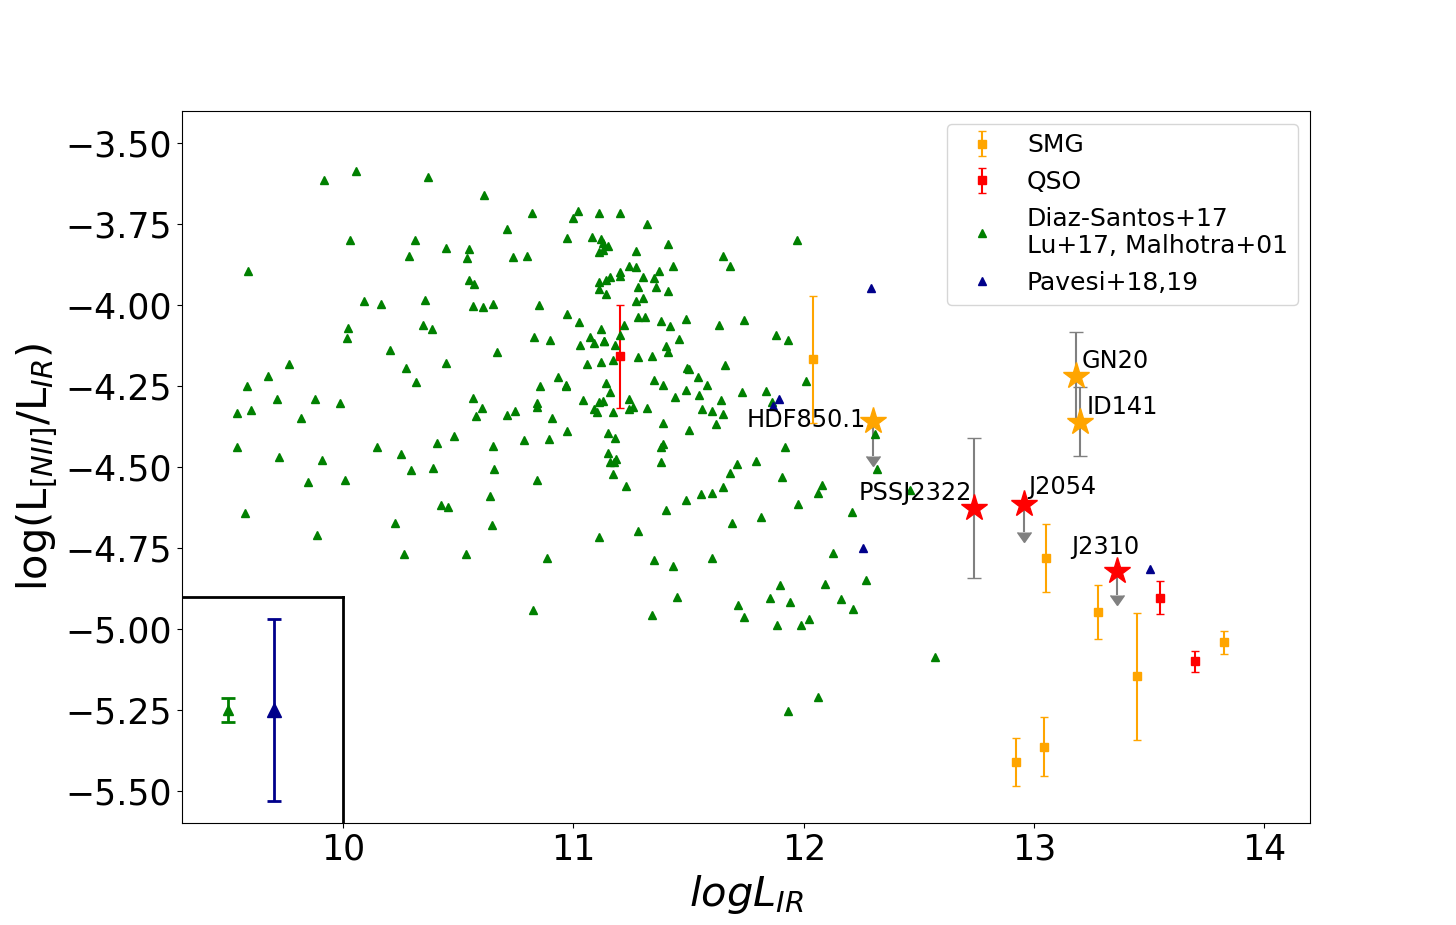 SMG
QSO
Diaz-Santos+17
Lu+17, Malhotra+01
Pavesi+18,19
GN20
ID141
HDF850.1
PSSJ2322
J2054
J2310
−3.50
−3.75
−4.00
−4.25
−4.50
−4.75
−5.00
−5.25
−5.50
log(L[NII]/LIR)
10 11 12 13 14
logLIR